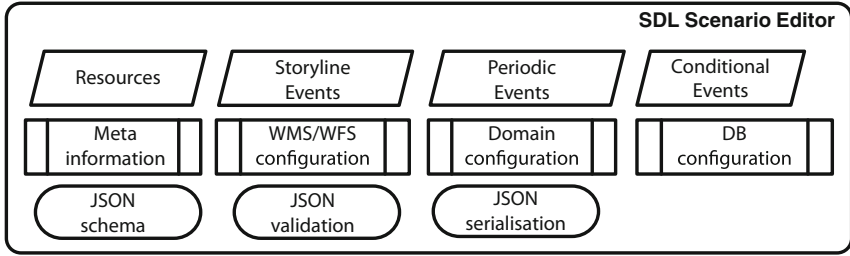 SDL Scenario Editor
Resources
Storyline
Events
Periodic
Events
Conditional
Events
Meta
information
WMS/WFS
configuration
Domain
configuration
DB
configuration
JSON
schema
JSON
validation
JSON
serialisation